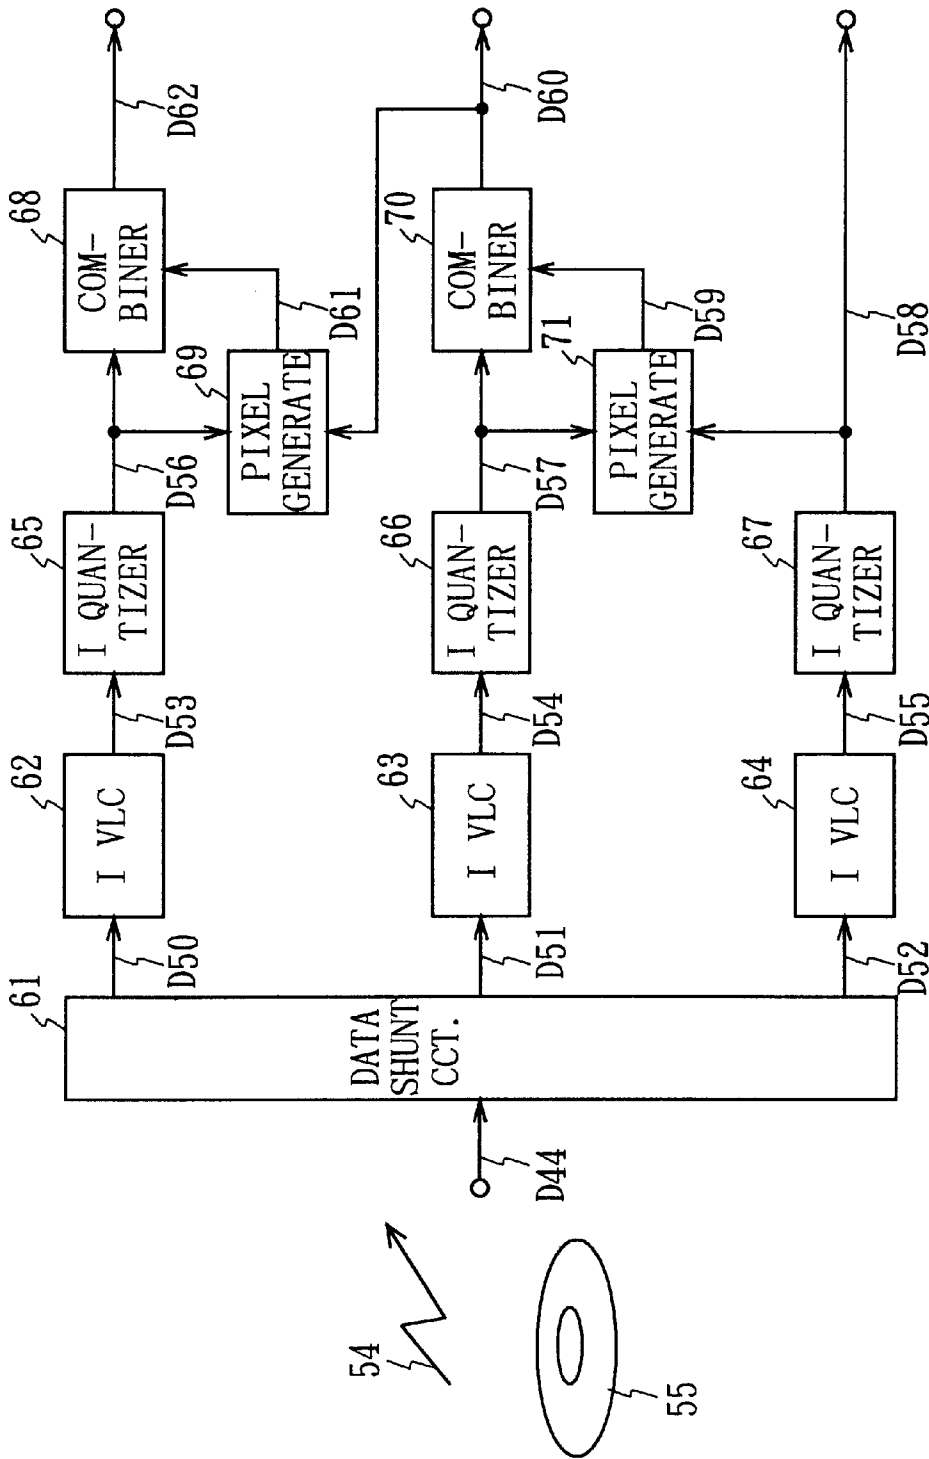 61
62
65
68
DATA
SHUNT
CCT.
I VLC
I QUAN-
TIZER
COM-
BINER
D50
D53
D56
D62
69
PIXEL
GENERATE
D61
54
55
D44
63
66
70
I VLC
I QUAN-
TIZER
COM-
BINER
D51
D54
D57
D60
71
PIXEL
GENERATE
D59
64
67
I VLC
I QUAN-
TIZER
D52
D55
D58